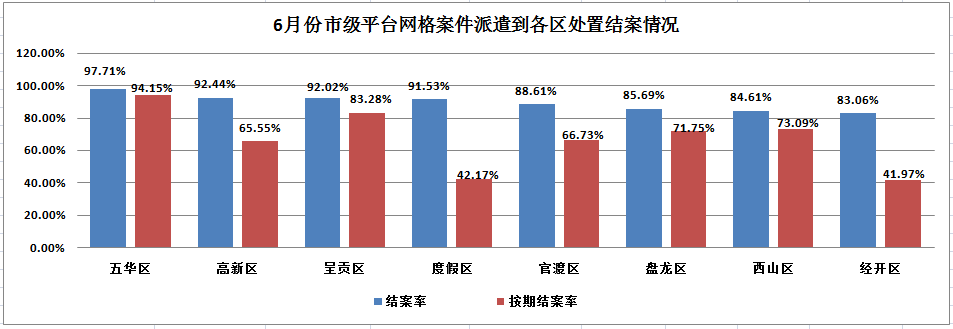 6月份市级平台网格案件派遣到各区处置结案情况
120.00%
100.00%
80.00%
60.00%
40.00%
20.00%
0.00%
97.71%
94.15%
92.44%
65.55%
92.02%
83.28%
91.53%
42.17%
88.61%
66.73%
85.69%
71.75%
84.61%
73.09%
83.06%
41.97%
五华区
高新区
呈贡区
度假区
官渡区
盘龙区
西山区
经开区
结案率
按期结案率